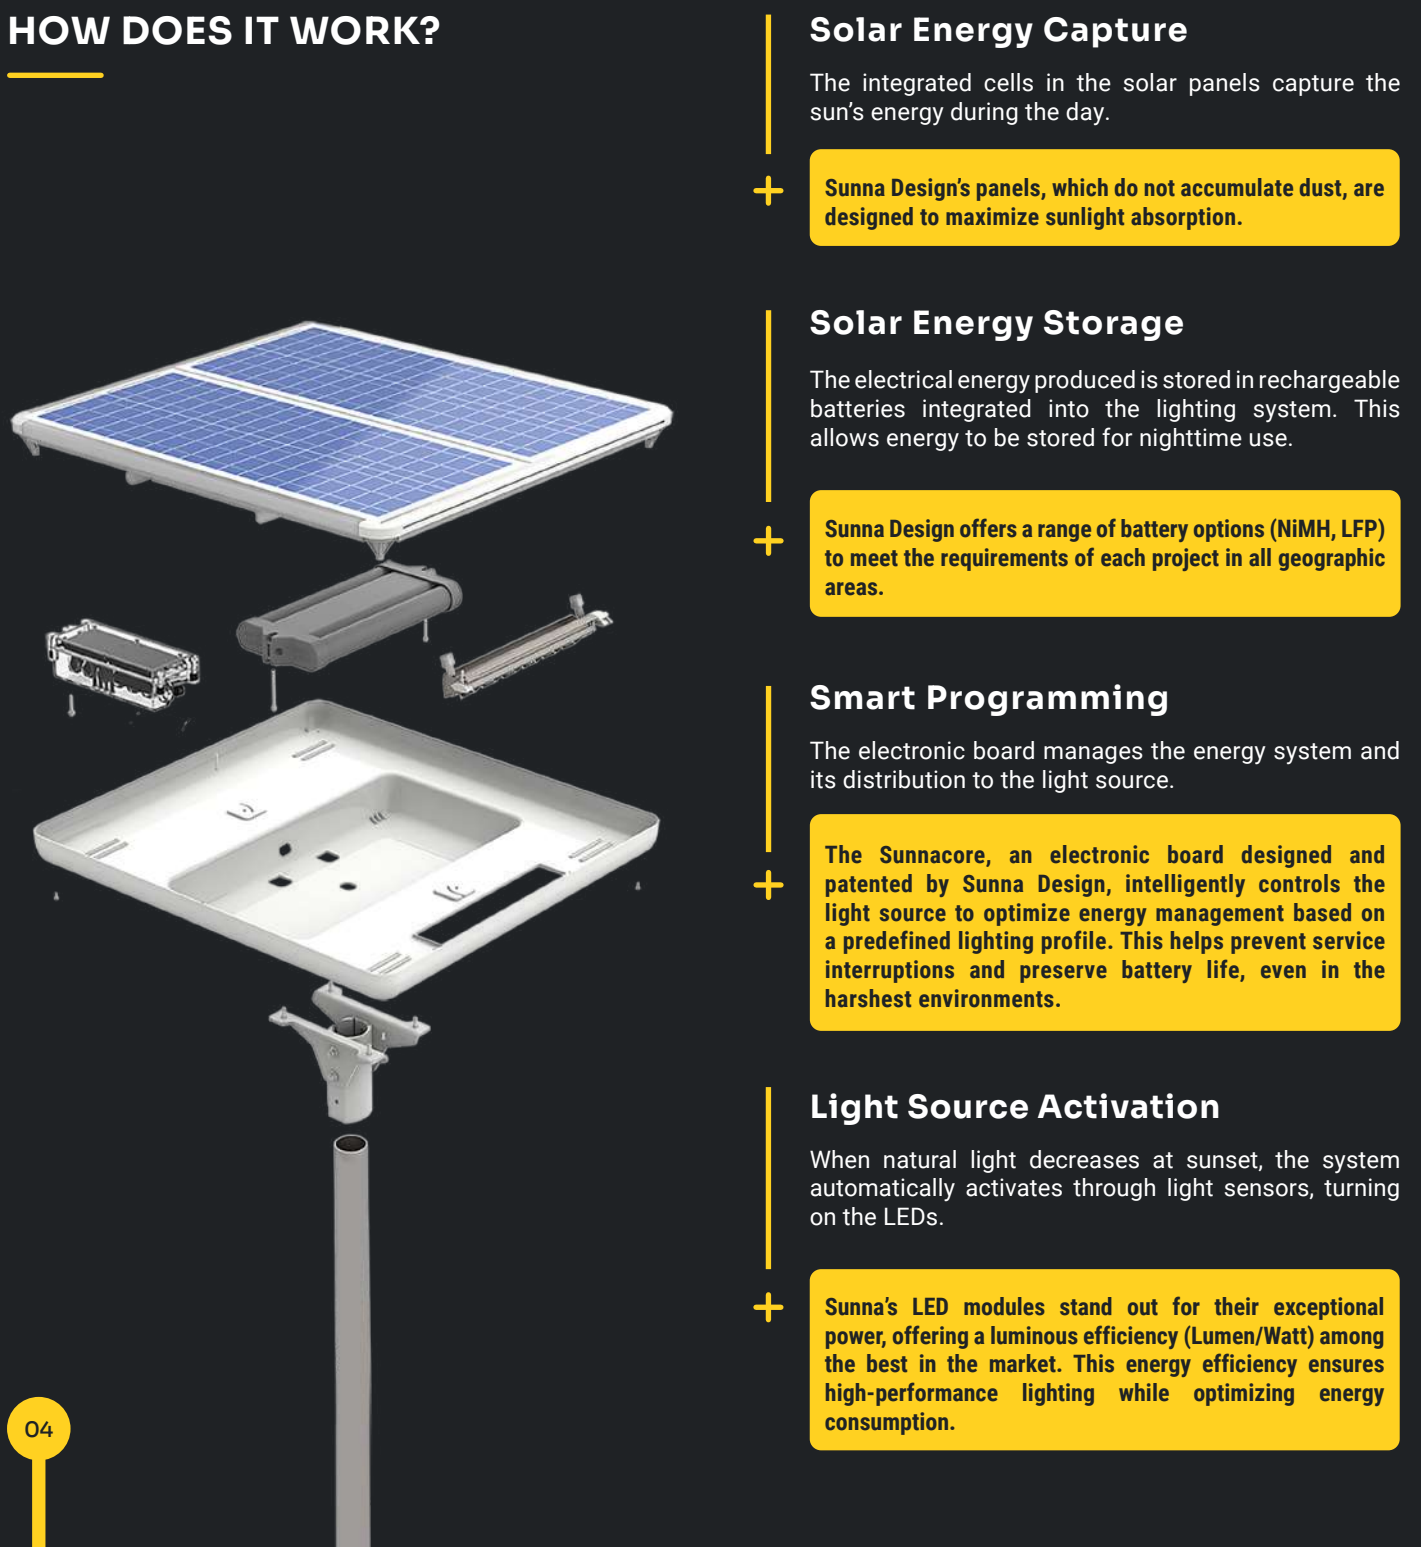 HOW DOES IT WORK?
Solar Energy Capture
The integrated cells in the solar panels capture the
sun’s energy during the day.
Sunna Design’s panels, which do not accumulate dust, are
designed to maximize sunlight absorption.
Solar Energy Storage
The electrical energy produced is stored in rechargeable
batteries integrated into the lighting system. This
allows energy to be stored for nighttime use.
Sunna Design offers a range of battery options (NiMH, LFP)
to meet the requirements of each project in all geographic
areas.
Smart Programming
The electronic board manages the energy system and
its distribution to the light source.
The Sunnacore, an electronic board designed and
patented by Sunna Design, intelligently controls the
light source to optimize energy management based on
a predefined lighting profile. This helps prevent service
interruptions and preserve battery life, even in the
harshest environments.
Light Source Activation
When natural light decreases at sunset, the system
automatically activates through light sensors, turning
on the LEDs.
Sunna’s LED modules stand out for their exceptional
power, offering a luminous efficiency (Lumen/Watt) among
the best in the market. This energy efficiency ensures
high-performance lighting while optimizing energy
consumption.
04